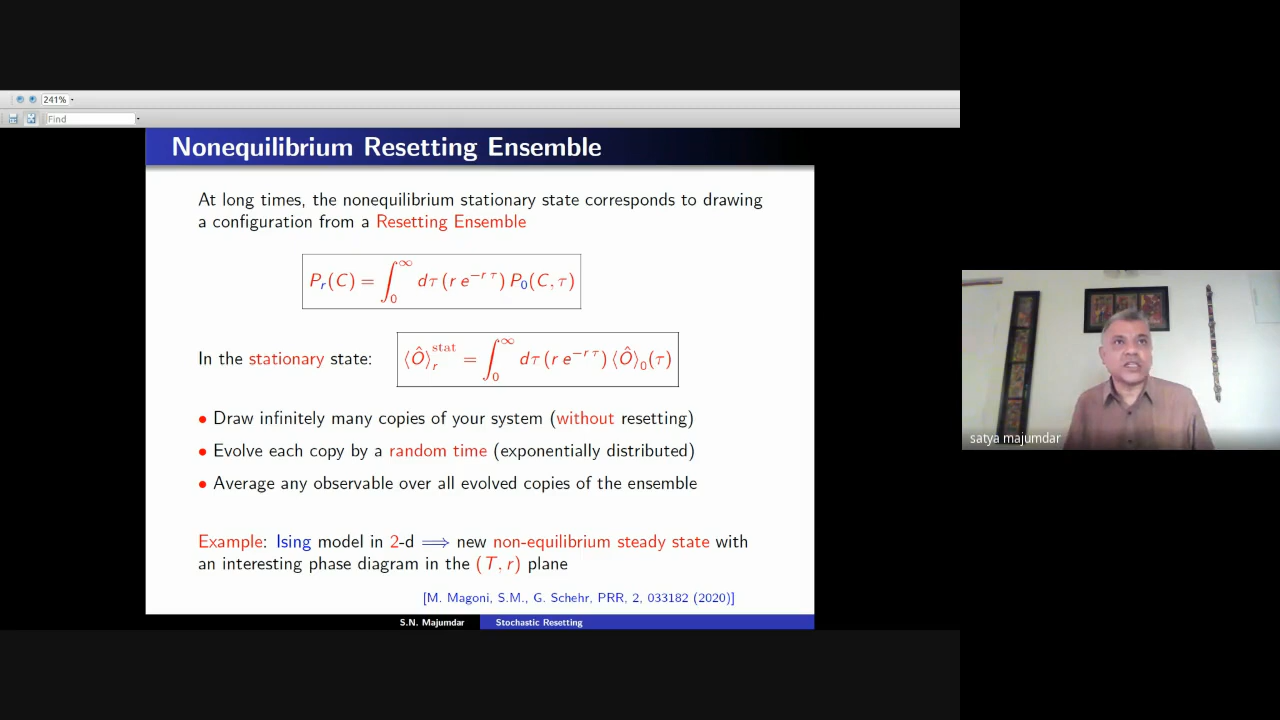 241%
Find
Nonequilibrium Resetting Ensemble
At long times, the nonequilibrium stationary state corresponds to drawing
a configuration from a Resetting Ensemble
P_r(C) = ∫_0^∞ dτ (r e^{−r τ}) P_0(C, τ)
In the stationary state: ⟨Ô⟩_r^{stat} = ∫_0^∞ dτ (r e^{−r τ}) ⟨Ô⟩_0(τ)
• Draw infinitely many copies of your system (without resetting)
• Evolve each copy by a random time (exponentially distributed)
• Average any observable over all evolved copies of the ensemble
Example: Ising model in 2-d ⟹ new non-equilibrium steady state with
an interesting phase diagram in the (T, r) plane
[M. Magoni, S.M., G. Schehr, PRR, 2, 033182 (2020)]
S.N. Majumdar Stochastic Resetting
satya majumdar